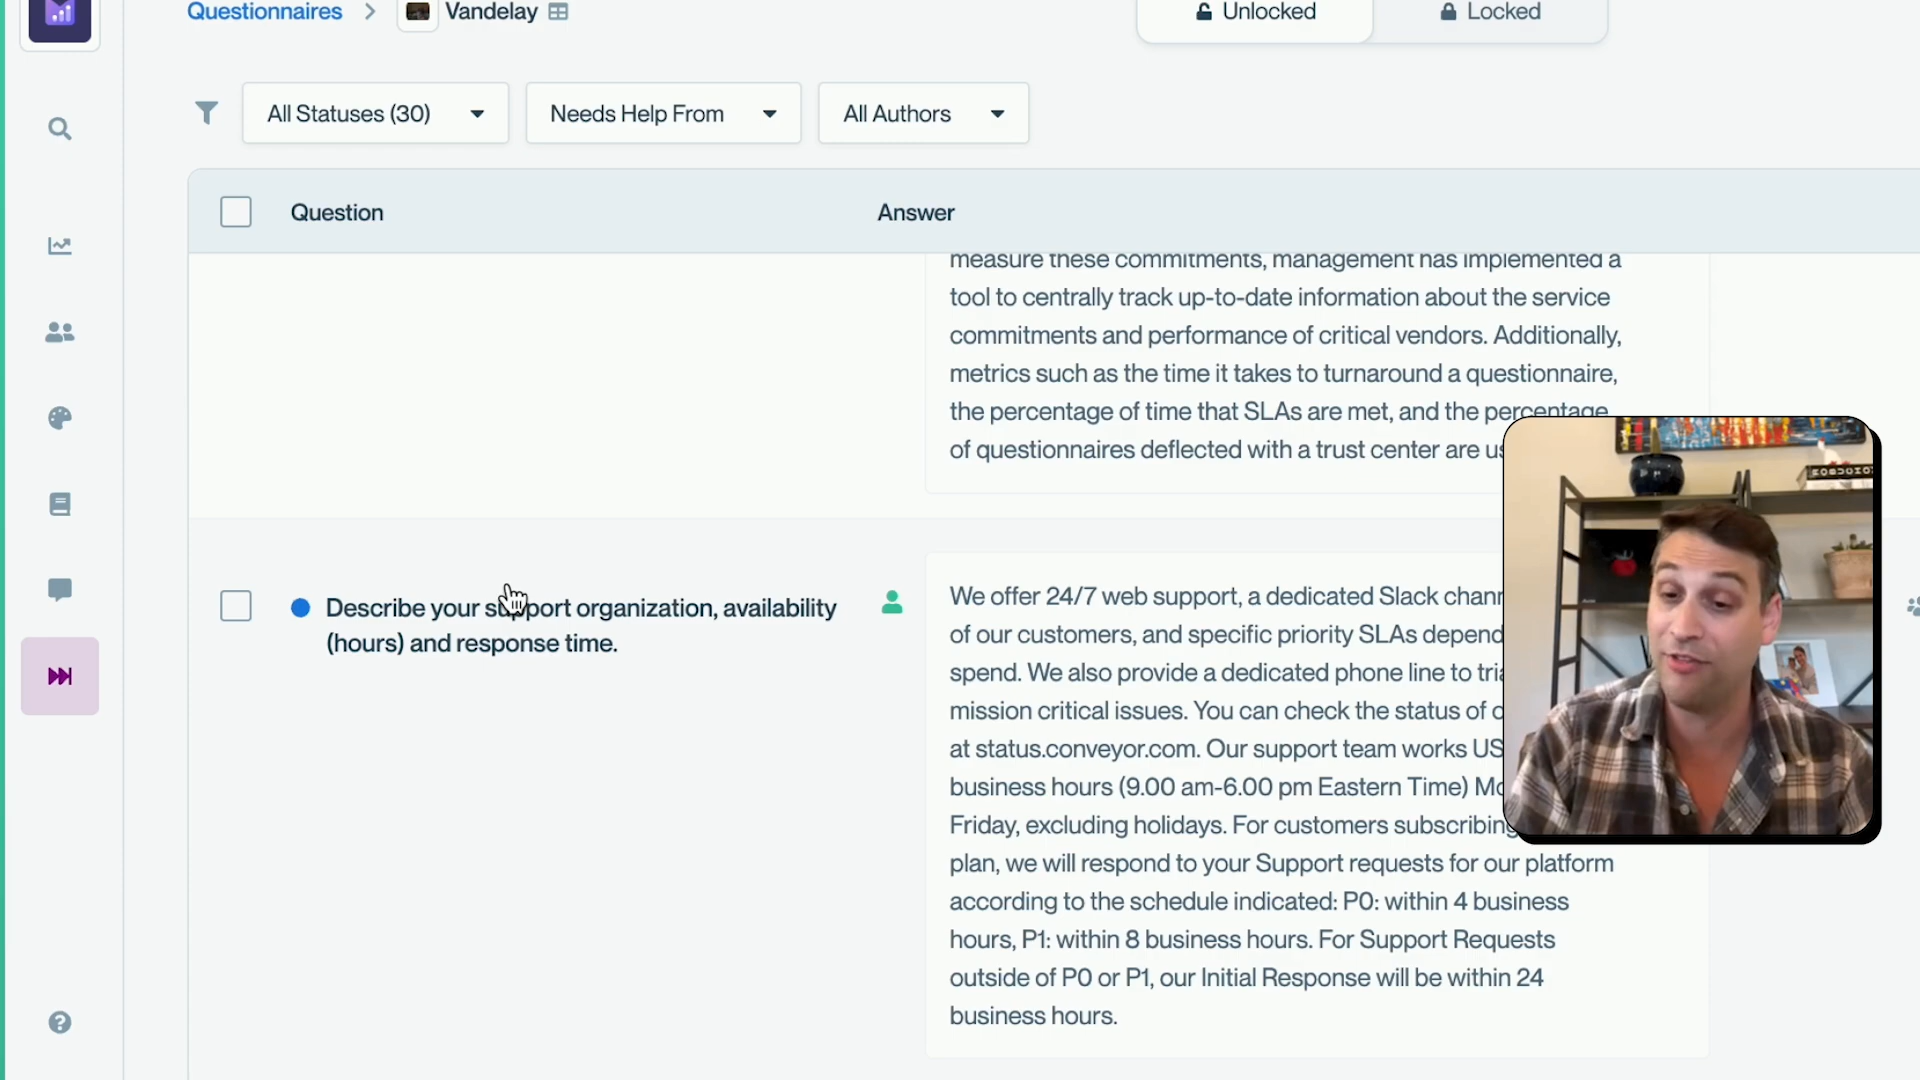 Questionnaires > Vandelay
Unlocked
Locked
All Statuses (30)
Needs Help From
All Authors
Question
Answer
measure these commitments, management has implemented a
tool to centrally track up-to-date information about the service
commitments and performance of critical vendors. Additionally,
metrics such as the time it takes to turnaround a questionnaire,
the percentage of time that SLAs are met, and the percentage
of questionnaires deflected with a trust center are
Describe your support organization, availability
(hours) and response time.
We offer 24/7 web support, a dedicated Slack
of our customers, and specific priority SLAs
spend. We also provide a dedicated phone line to
mission critical issues. You can check the status of
at status.conveyor.com. Our support team works US
business hours (9.00 am-6.00 pm Eastern Time)
Friday, excluding holidays. For customers subscribing
plan, we will respond to your Support requests for our platform
according to the schedule indicated: P0: within 4 business
hours, P1: within 8 business hours. For Support Requests
outside of P0 or P1, our Initial Response will be within 24
business hours.